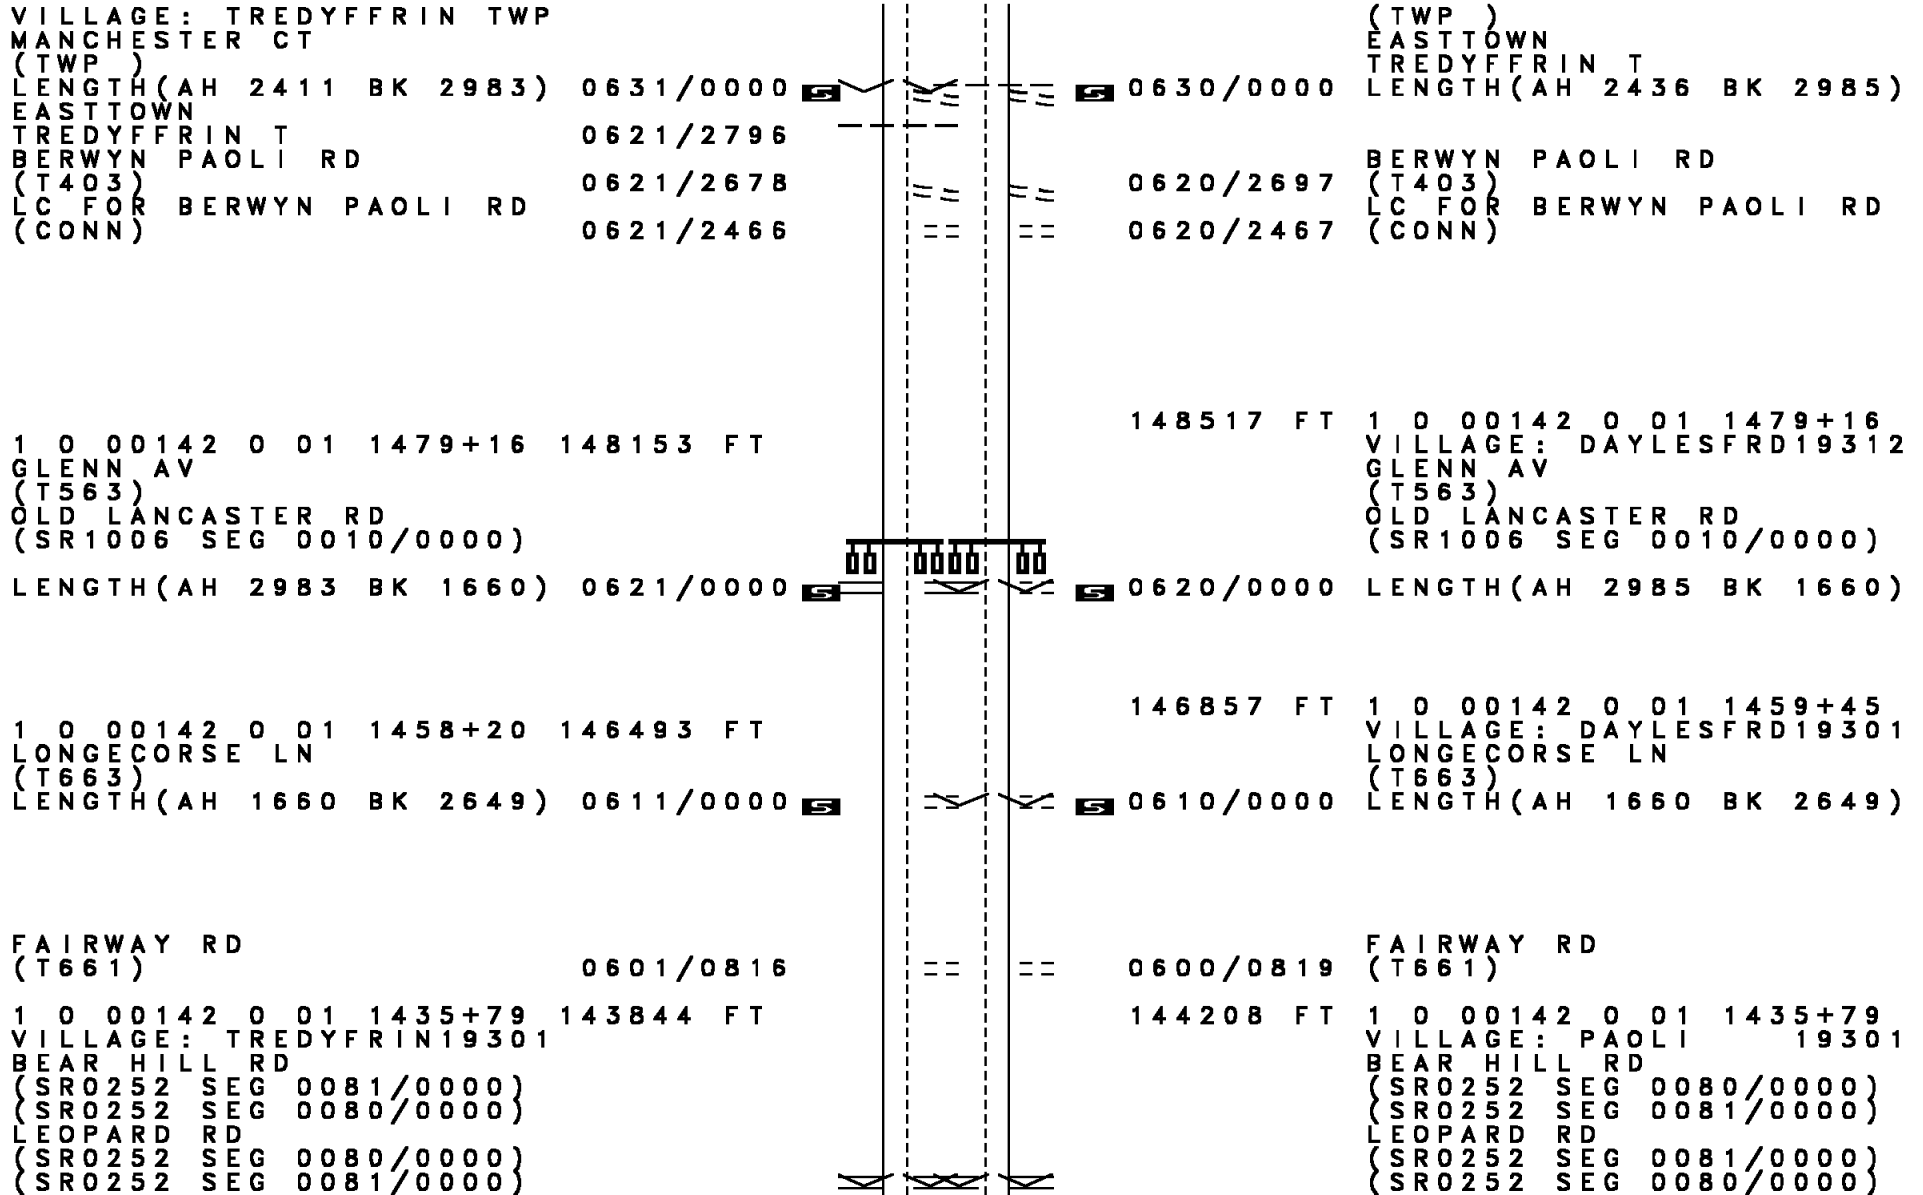 VILLAGE: TREDYFFRIN TWP
MANCHESTER CT
(TWP )
LENGTH(AH 2411 BK 2983) 0631/0000 S
EASTTOWN
TREDYFFRIN T 0621/2796
BERWYN PAOLI RD
(T403) 0621/2678
LC FOR BERWYN PAOLI RD
(CONN) 0621/2466
1 0 00142 0 01 1479+16 148153 FT
GLENN AV
(T563)
OLD LANCASTER RD
(SR1006 SEG 0010/0000)
LENGTH(AH 2983 BK 1660) 0621/0000 S
1 0 00142 0 01 1458+20 146493 FT
LONGECORSE LN
(T663)
LENGTH(AH 1660 BK 2649) 0611/0000 S
FAIRWAY RD
(T661) 0601/0816
1 0 00142 0 01 1435+79 143844 FT
VILLAGE: TREDYFRIN19301
BEAR HILL RD
(SR0252 SEG 0081/0000)
(SR0252 SEG 0080/0000)
LEOPARD RD
(SR0252 SEG 0080/0000)
(SR0252 SEG 0081/0000)
(TWP )
EASTTOWN
TREDYFFRIN T
S 0630/0000 LENGTH(AH 2436 BK 2985)
BERWYN PAOLI RD
0620/2697 (T403)
LC FOR BERWYN PAOLI RD
0620/2467 (CONN)
148517 FT 1 0 00142 0 01 1479+16
VILLAGE: DAYLESFRD19312
GLENN AV
(T563)
OLD LANCASTER RD
(SR1006 SEG 0010/0000)
S 0620/0000 LENGTH(AH 2985 BK 1660)
146857 FT 1 0 00142 0 01 1459+45
VILLAGE: DAYLESFRD19301
LONGECORSE LN
(T663)
S 0610/0000 LENGTH(AH 1660 BK 2649)
FAIRWAY RD
0600/0819 (T661)
144208 FT 1 0 00142 0 01 1435+79
VILLAGE: PAOLI 19301
BEAR HILL RD
(SR0252 SEG 0080/0000)
(SR0252 SEG 0081/0000)
LEOPARD RD
(SR0252 SEG 0081/0000)
(SR0252 SEG 0080/0000)